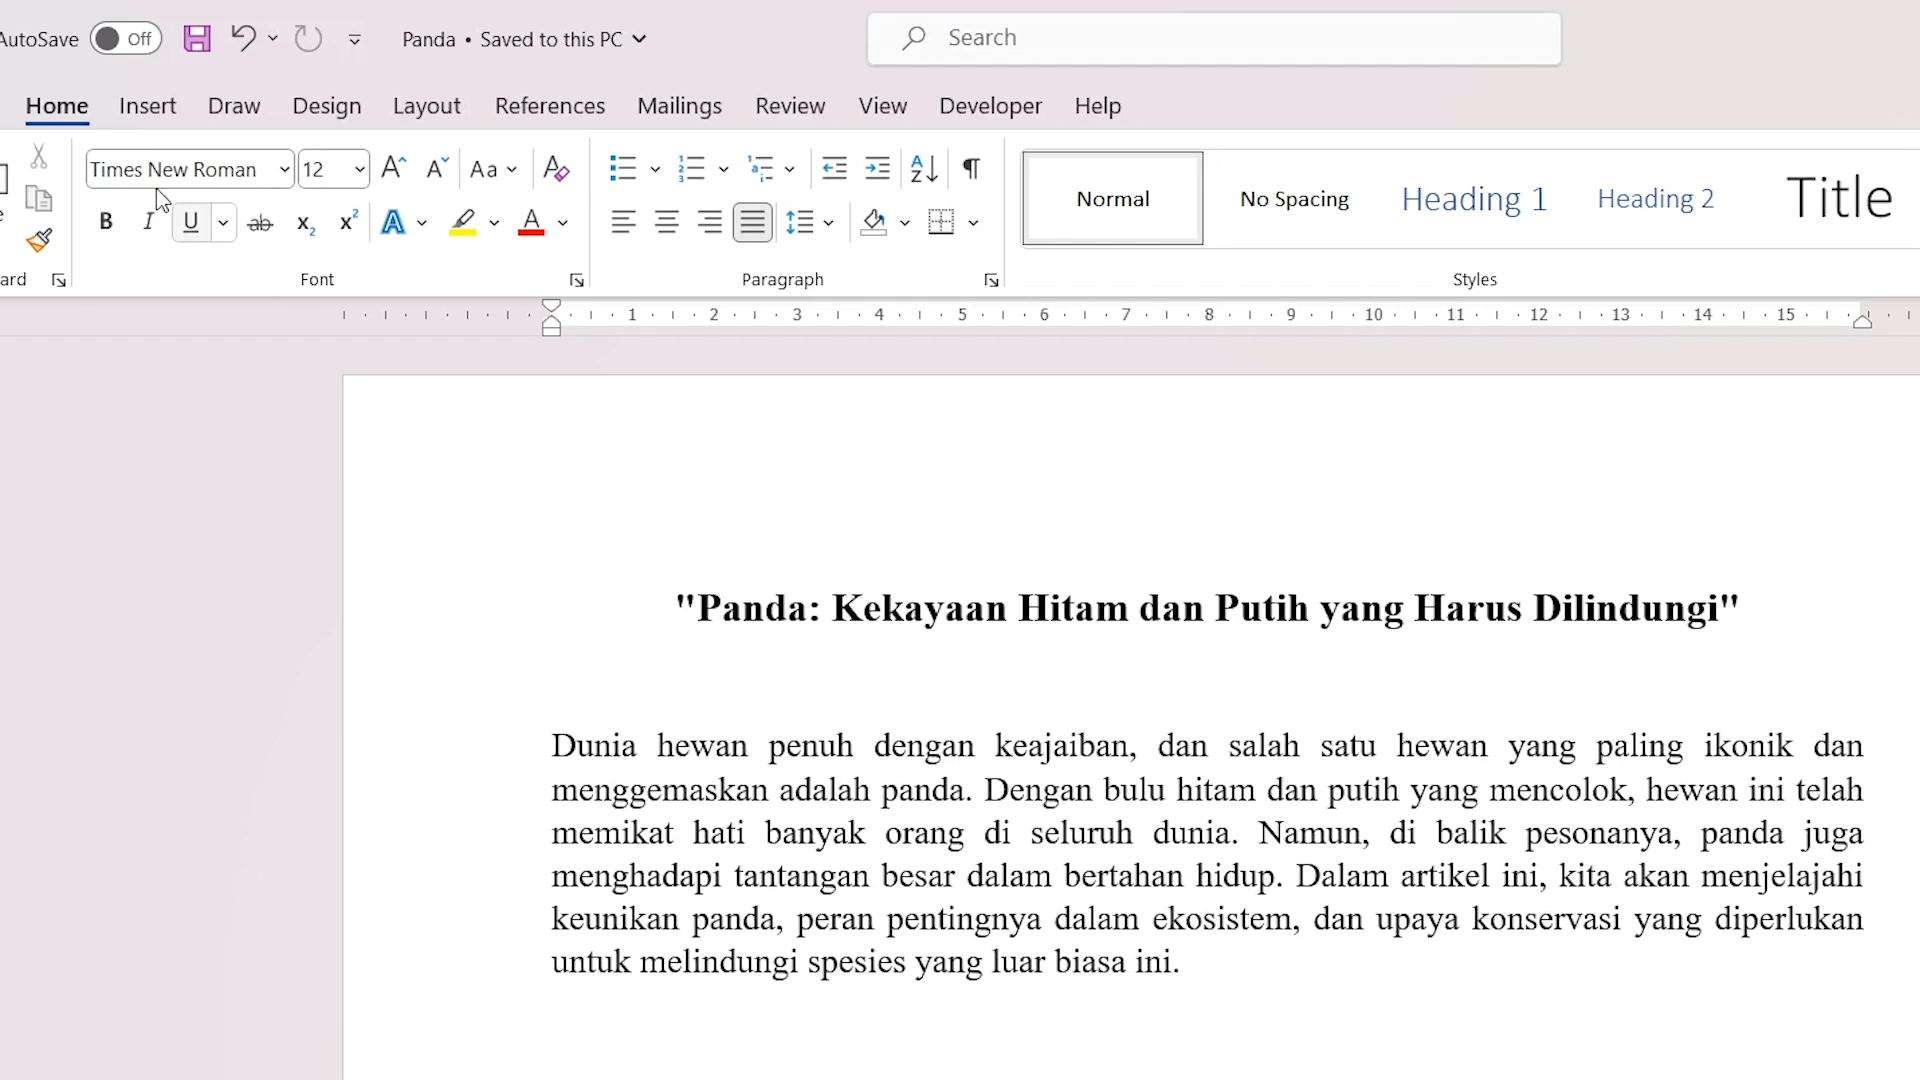 AutoSave Off Panda • Saved to this PC Search
Home Insert Draw Design Layout References Mailings Review View Developer Help
Times New Roman 12 Aa
B I U ab x₂ x² A A
Normal No Spacing Heading 1 Heading 2 Title
Font Paragraph Styles
1 2 3 4 5 6 7 8 9 10 11 12 13 14 15
"Panda: Kekayaan Hitam dan Putih yang Harus Dilindungi"
Dunia hewan penuh dengan keajaiban, dan salah satu hewan yang paling ikonik dan
menggemaskan adalah panda. Dengan bulu hitam dan putih yang mencolok, hewan ini telah
memikat hati banyak orang di seluruh dunia. Namun, di balik pesonanya, panda juga
menghadapi tantangan besar dalam bertahan hidup. Dalam artikel ini, kita akan menjelajahi
keunikan panda, peran pentingnya dalam ekosistem, dan upaya konservasi yang diperlukan
untuk melindungi spesies yang luar biasa ini.